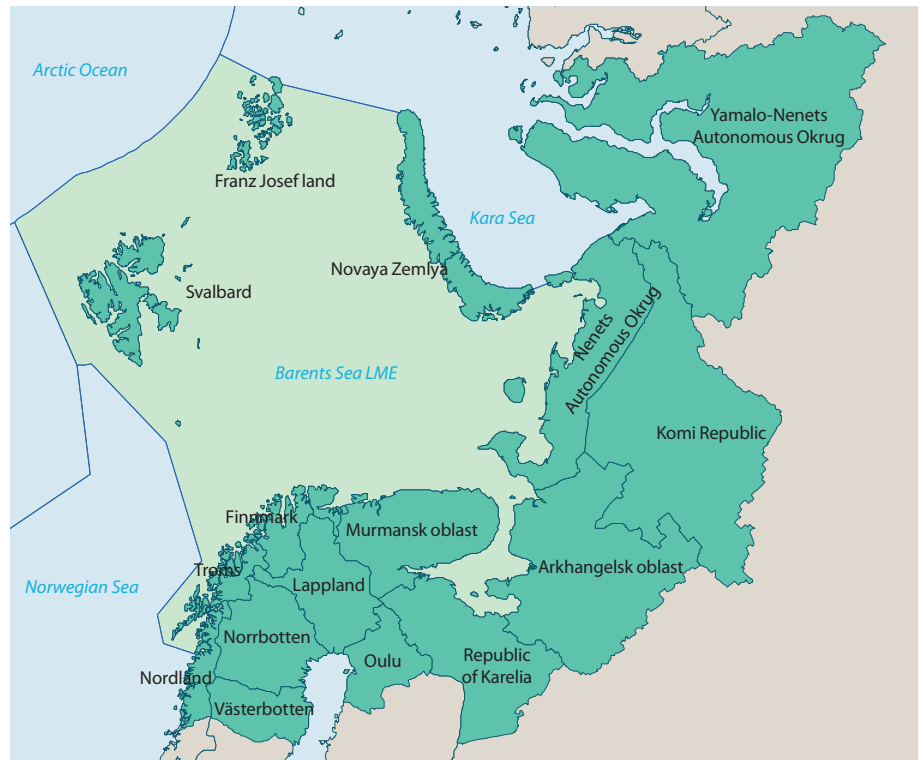 Arctic Ocean
Yamalo-Nenets
Autonomous Okrug
Franz Josef land
Kara Sea
Novaya Zemlya
Svalbard
Nenets
Autonomous Okrug
Barents Sea LME
Komi Republic
Finnmark
Murmansk oblast
Troms
Arkhangelsk oblast
Norwegian Sea
Lappland
Norrbotten
Oulu
Republic
of Karelia
Nordland
Västerbotten